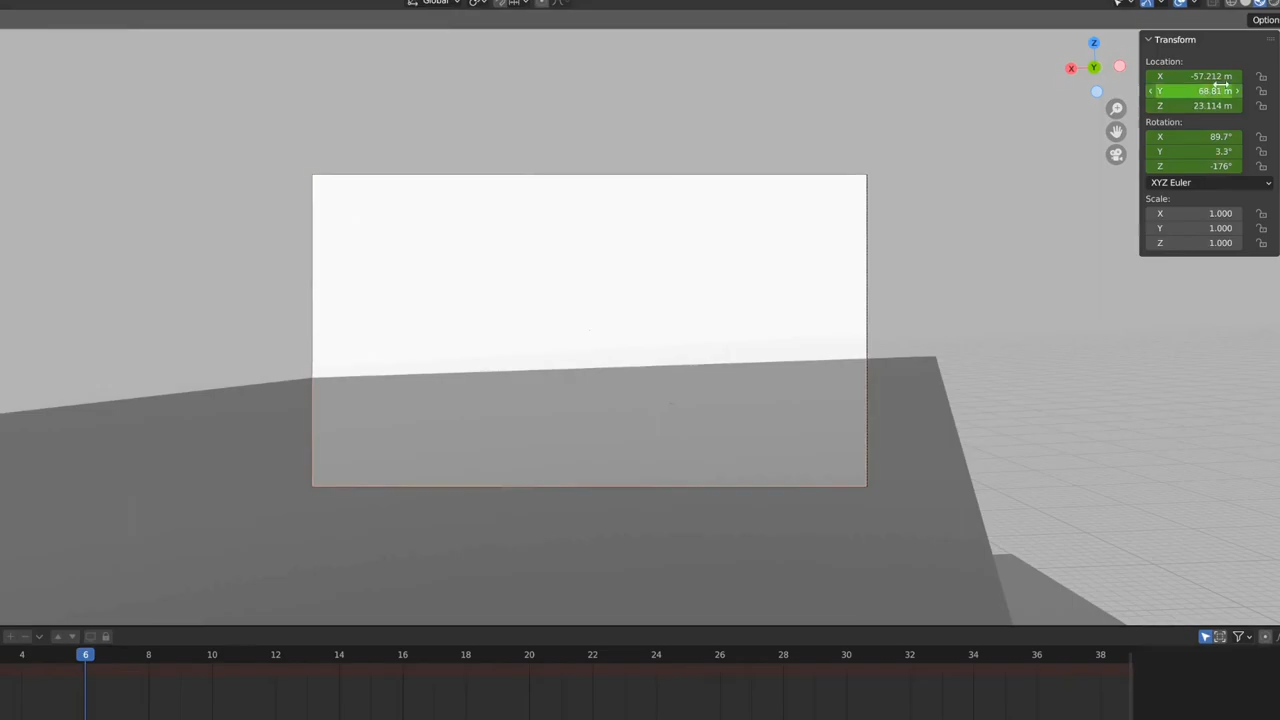 Global
Option
Transform
Location:
X -57.212 m
Y 68.81 m
Z 23.114 m
Rotation:
X 89.7°
Y 3.3°
Z -176°
XYZ Euler
Scale:
X 1.000
Y 1.000
Z 1.000
Z
X Y
4 6 8 10 12 14 16 18 20 22 24 26 28 30 32 34 36 38